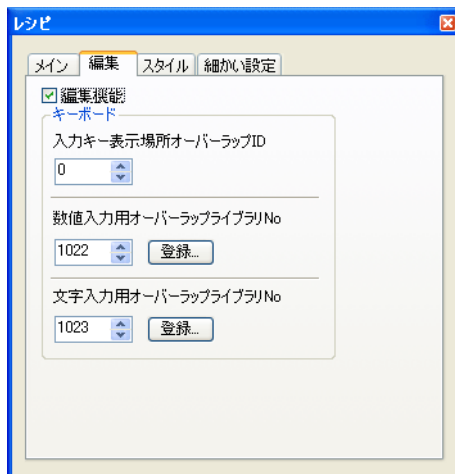 レシピ
メイン 編集 スタイル 細かい設定
編集機能
キーボード
入力キー表示場所オーバーラップID
0
数値入力用オーバーラップライブラリNo
1022 登録...
文字入力用オーバーラップライブラリNo
1023 登録...